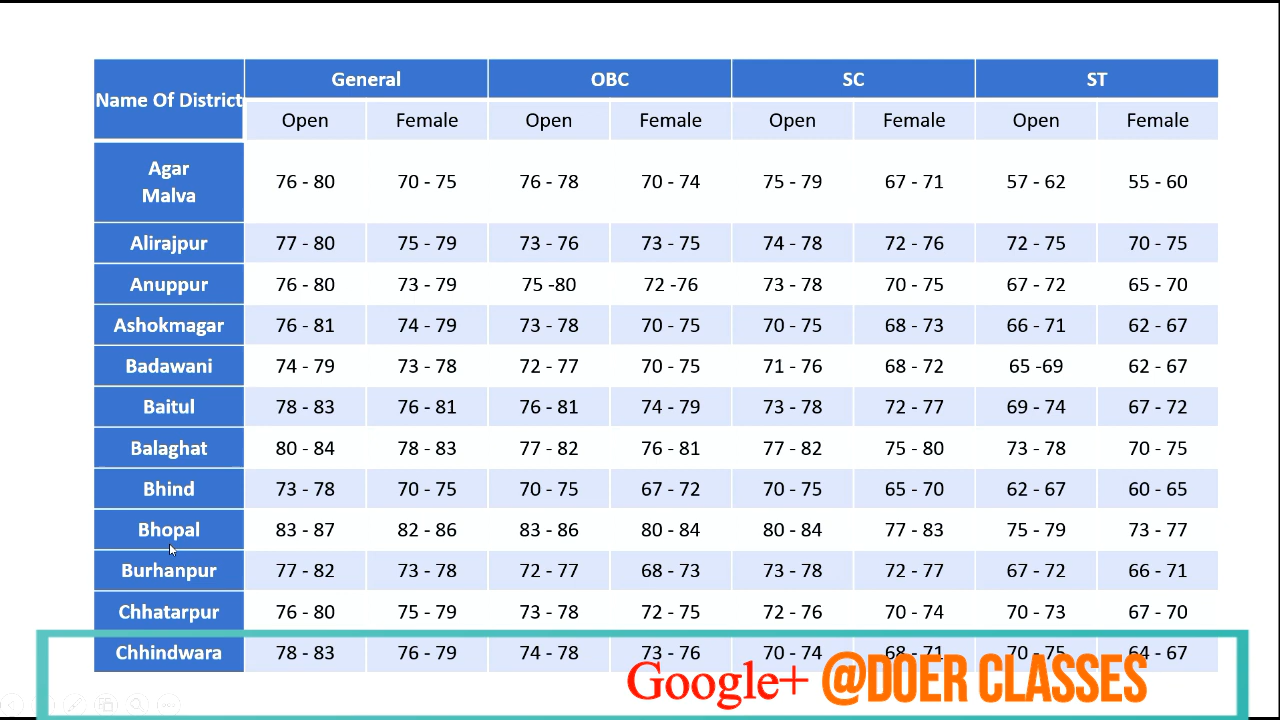 Name Of District General OBC SC ST
Open Female Open Female Open Female Open Female
Agar
Malva 76 - 80 70 - 75 76 - 78 70 - 74 75 - 79 67 - 71 57 - 62 55 - 60
Alirajpur 77 - 80 75 - 79 73 - 76 73 - 75 74 - 78 72 - 76 72 - 75 70 - 75
Anuppur 76 - 80 73 - 79 75 -80 72 -76 73 - 78 70 - 75 67 - 72 65 - 70
Ashokmagar 76 - 81 74 - 79 73 - 78 70 - 75 70 - 75 68 - 73 66 - 71 62 - 67
Badawani 74 - 79 73 - 78 72 - 77 70 - 75 71 - 76 68 - 72 65 -69 62 - 67
Baitul 78 - 83 76 - 81 76 - 81 74 - 79 73 - 78 72 - 77 69 - 74 67 - 72
Balaghat 80 - 84 78 - 83 77 - 82 76 - 81 77 - 82 75 - 80 73 - 78 70 - 75
Bhind 73 - 78 70 - 75 70 - 75 67 - 72 70 - 75 65 - 70 62 - 67 60 - 65
Bhopal 83 - 87 82 - 86 83 - 86 80 - 84 80 - 84 77 - 83 75 - 79 73 - 77
Burhanpur 77 - 82 73 - 78 72 - 77 68 - 73 73 - 78 72 - 77 67 - 72 66 - 71
Chhatarpur 76 - 80 75 - 79 73 - 78 72 - 75 72 - 76 70 - 74 70 - 73 67 - 70
Chhindwara 78 - 83 76 - 79 74 - 78 73 - 76 70 - 74 68 - 71 70 - 75 64 - 67
Google+ @DOER CLASSES